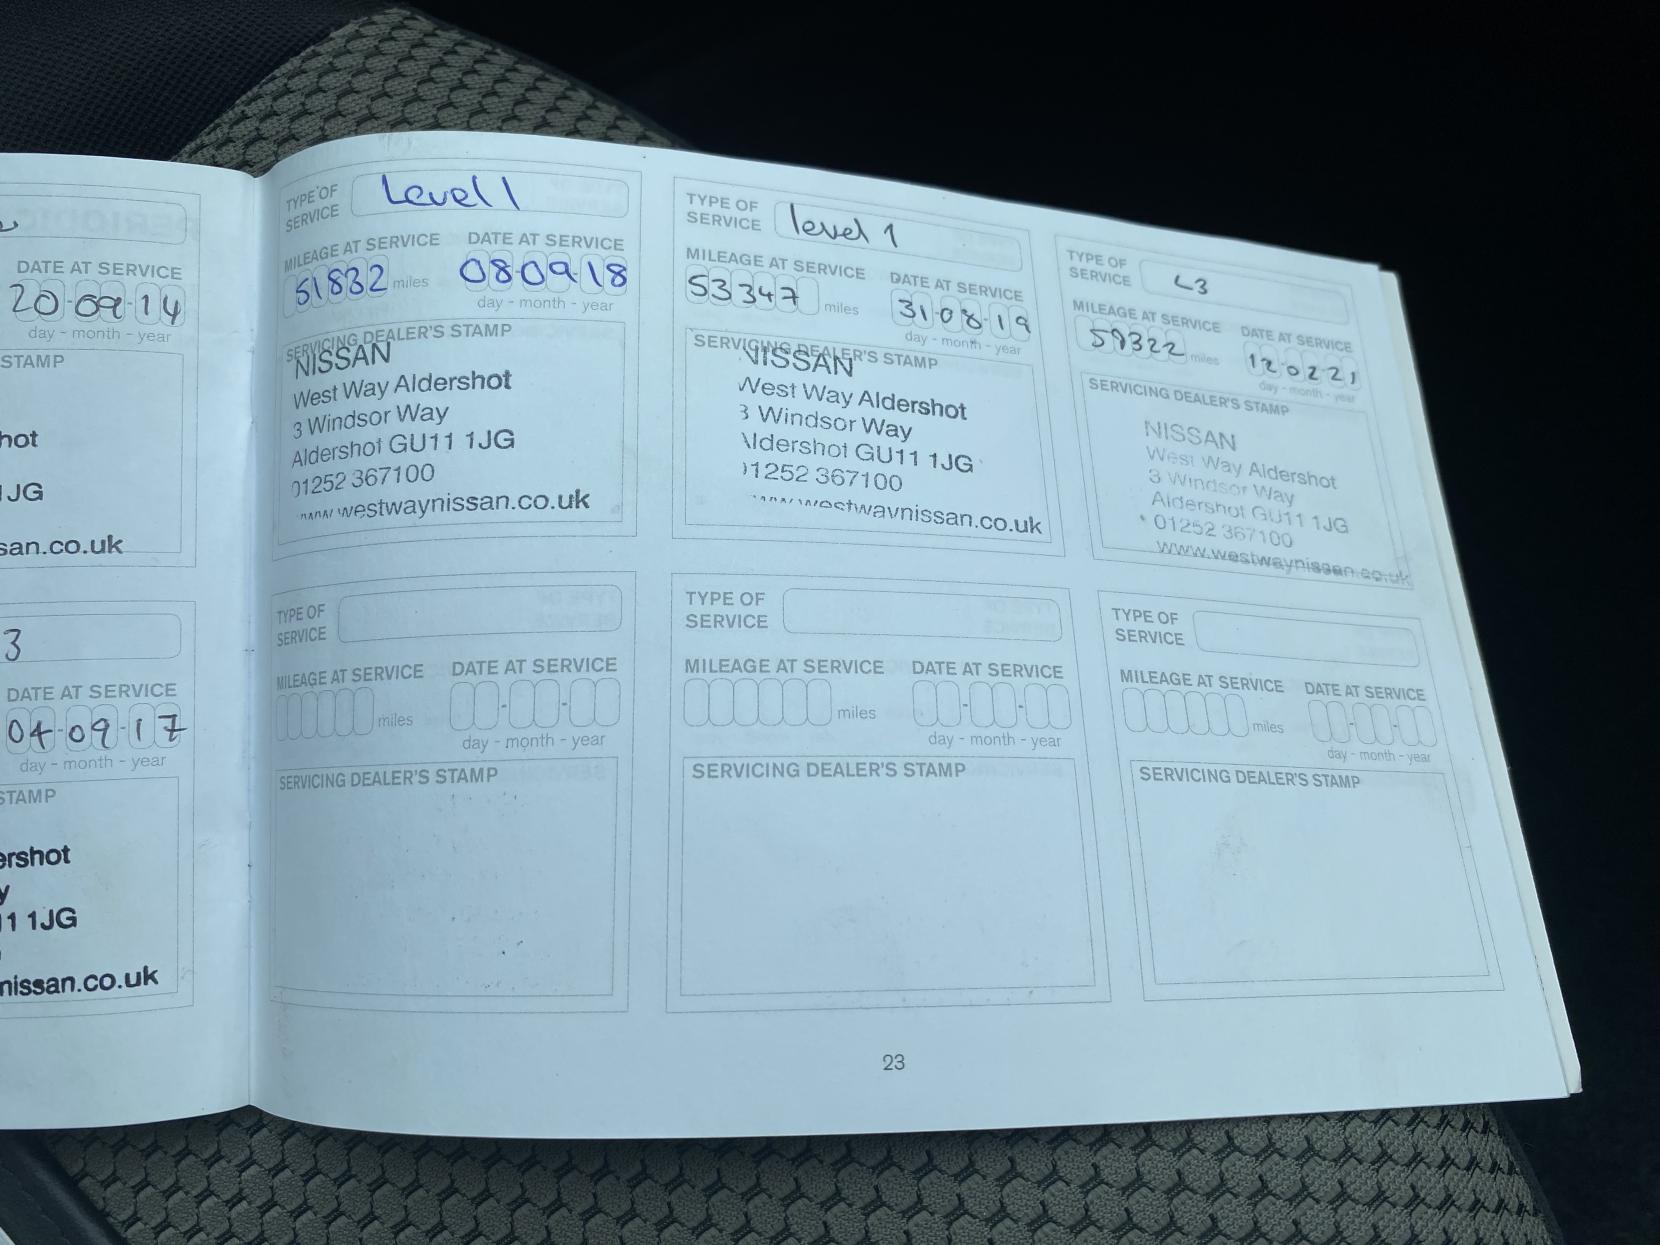 DATE AT SERVICE
20-09-14
day - month - year
STAMP
hot
1JG
san.co.uk
3
DATE AT SERVICE
04-09-17
day - month - year
STAMP
ershot
y
11 1JG
nissan.co.uk
TYPE OF
SERVICE
Level 1
MILEAGE AT SERVICE
DATE AT SERVICE
51832 miles
08-09-18
day - month - year
SERVICING DEALER'S STAMP
NISSAN
West Way Aldershot
3 Windsor Way
Aldershot GU11 1JG
01252 367100
www.westwaynissan.co.uk
TYPE OF
SERVICE
level 1
MILEAGE AT SERVICE
DATE AT SERVICE
53347 miles
31-08-19
day - month - year
SERVICING DEALER'S STAMP
NISSAN
West Way Aldershot
3 Windsor Way
Aldershot GU11 1JG
01252 367100
www.westwaynissan.co.uk
TYPE OF
SERVICE
L3
MILEAGE AT SERVICE
DATE AT SERVICE
59322 miles
12-02-21
day - month - year
SERVICING DEALER'S STAMP
NISSAN
West Way Aldershot
3 Windsor Way
Aldershot GU11 1JG
01252 367100
www.westwaynissan.co.uk
TYPE OF
SERVICE
MILEAGE AT SERVICE
DATE AT SERVICE
miles
day - month - year
SERVICING DEALER'S STAMP
TYPE OF
SERVICE
MILEAGE AT SERVICE
DATE AT SERVICE
miles
day - month - year
SERVICING DEALER'S STAMP
TYPE OF
SERVICE
MILEAGE AT SERVICE
DATE AT SERVICE
miles
day - month - year
SERVICING DEALER'S STAMP
23